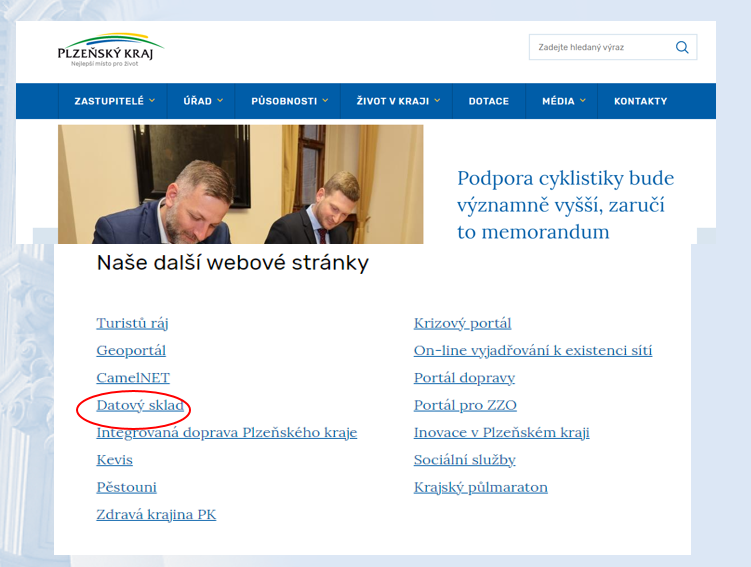 PLZEŇSKÝ KRAJ
Nejlepší místo pro život
Zadejte hledaný výraz
ZASTUPITELÉ
ÚŘAD
PŮSOBNOSTI
ŽIVOT V KRAJI
DOTACE
MÉDIA
KONTAKTY
Podpora cyklistiky bude
významně vyšší, zaručí
to memorandum
Naše další webové stránky
Turistů ráj
Geoportál
CamelNET
Datový sklad
Integrovaná doprava Plzeňského kraje
Kevis
Pěstouni
Zdravá krajina PK
Krizový portál
On-line vyjadřování k existenci sítí
Portál dopravy
Portál pro ZZO
Inovace v Plzeňském kraji
Sociální služby
Krajský půlmaraton